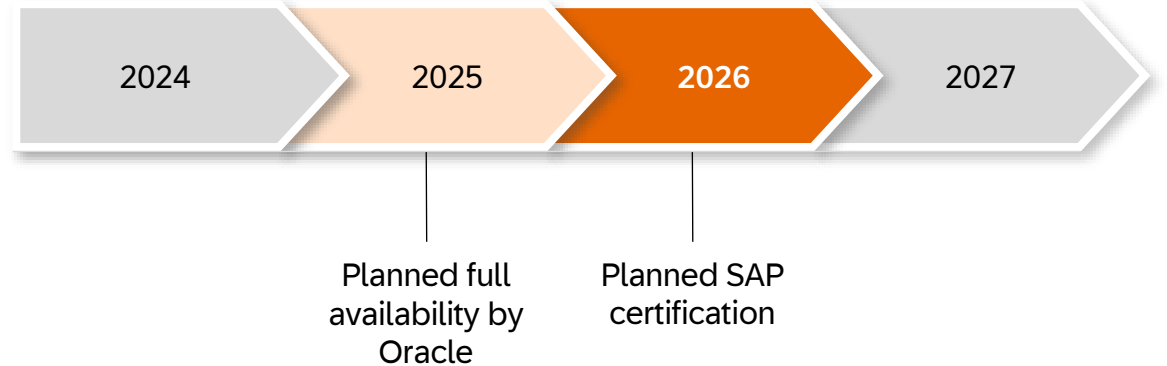 2024
2025
2026
2027
Planned full
availability by
Oracle
Planned SAP
certification